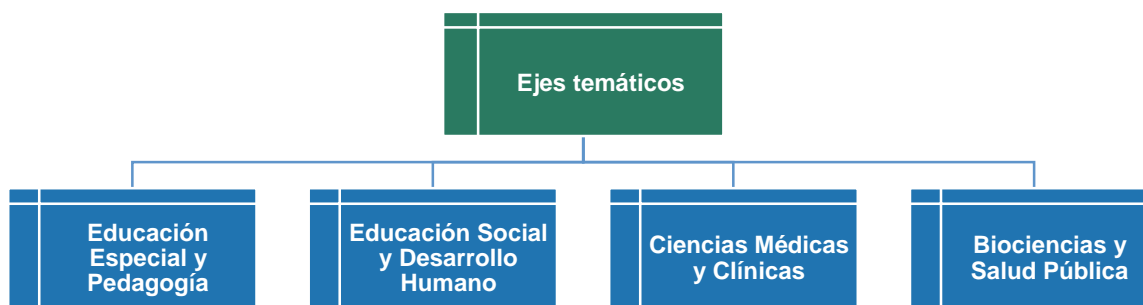 Ejes temáticos
Educación
Especial y
Pedagogía
Educación Social
y Desarrollo
Humano
Ciencias Médicas
y Clínicas
Biociencias y
Salud Pública